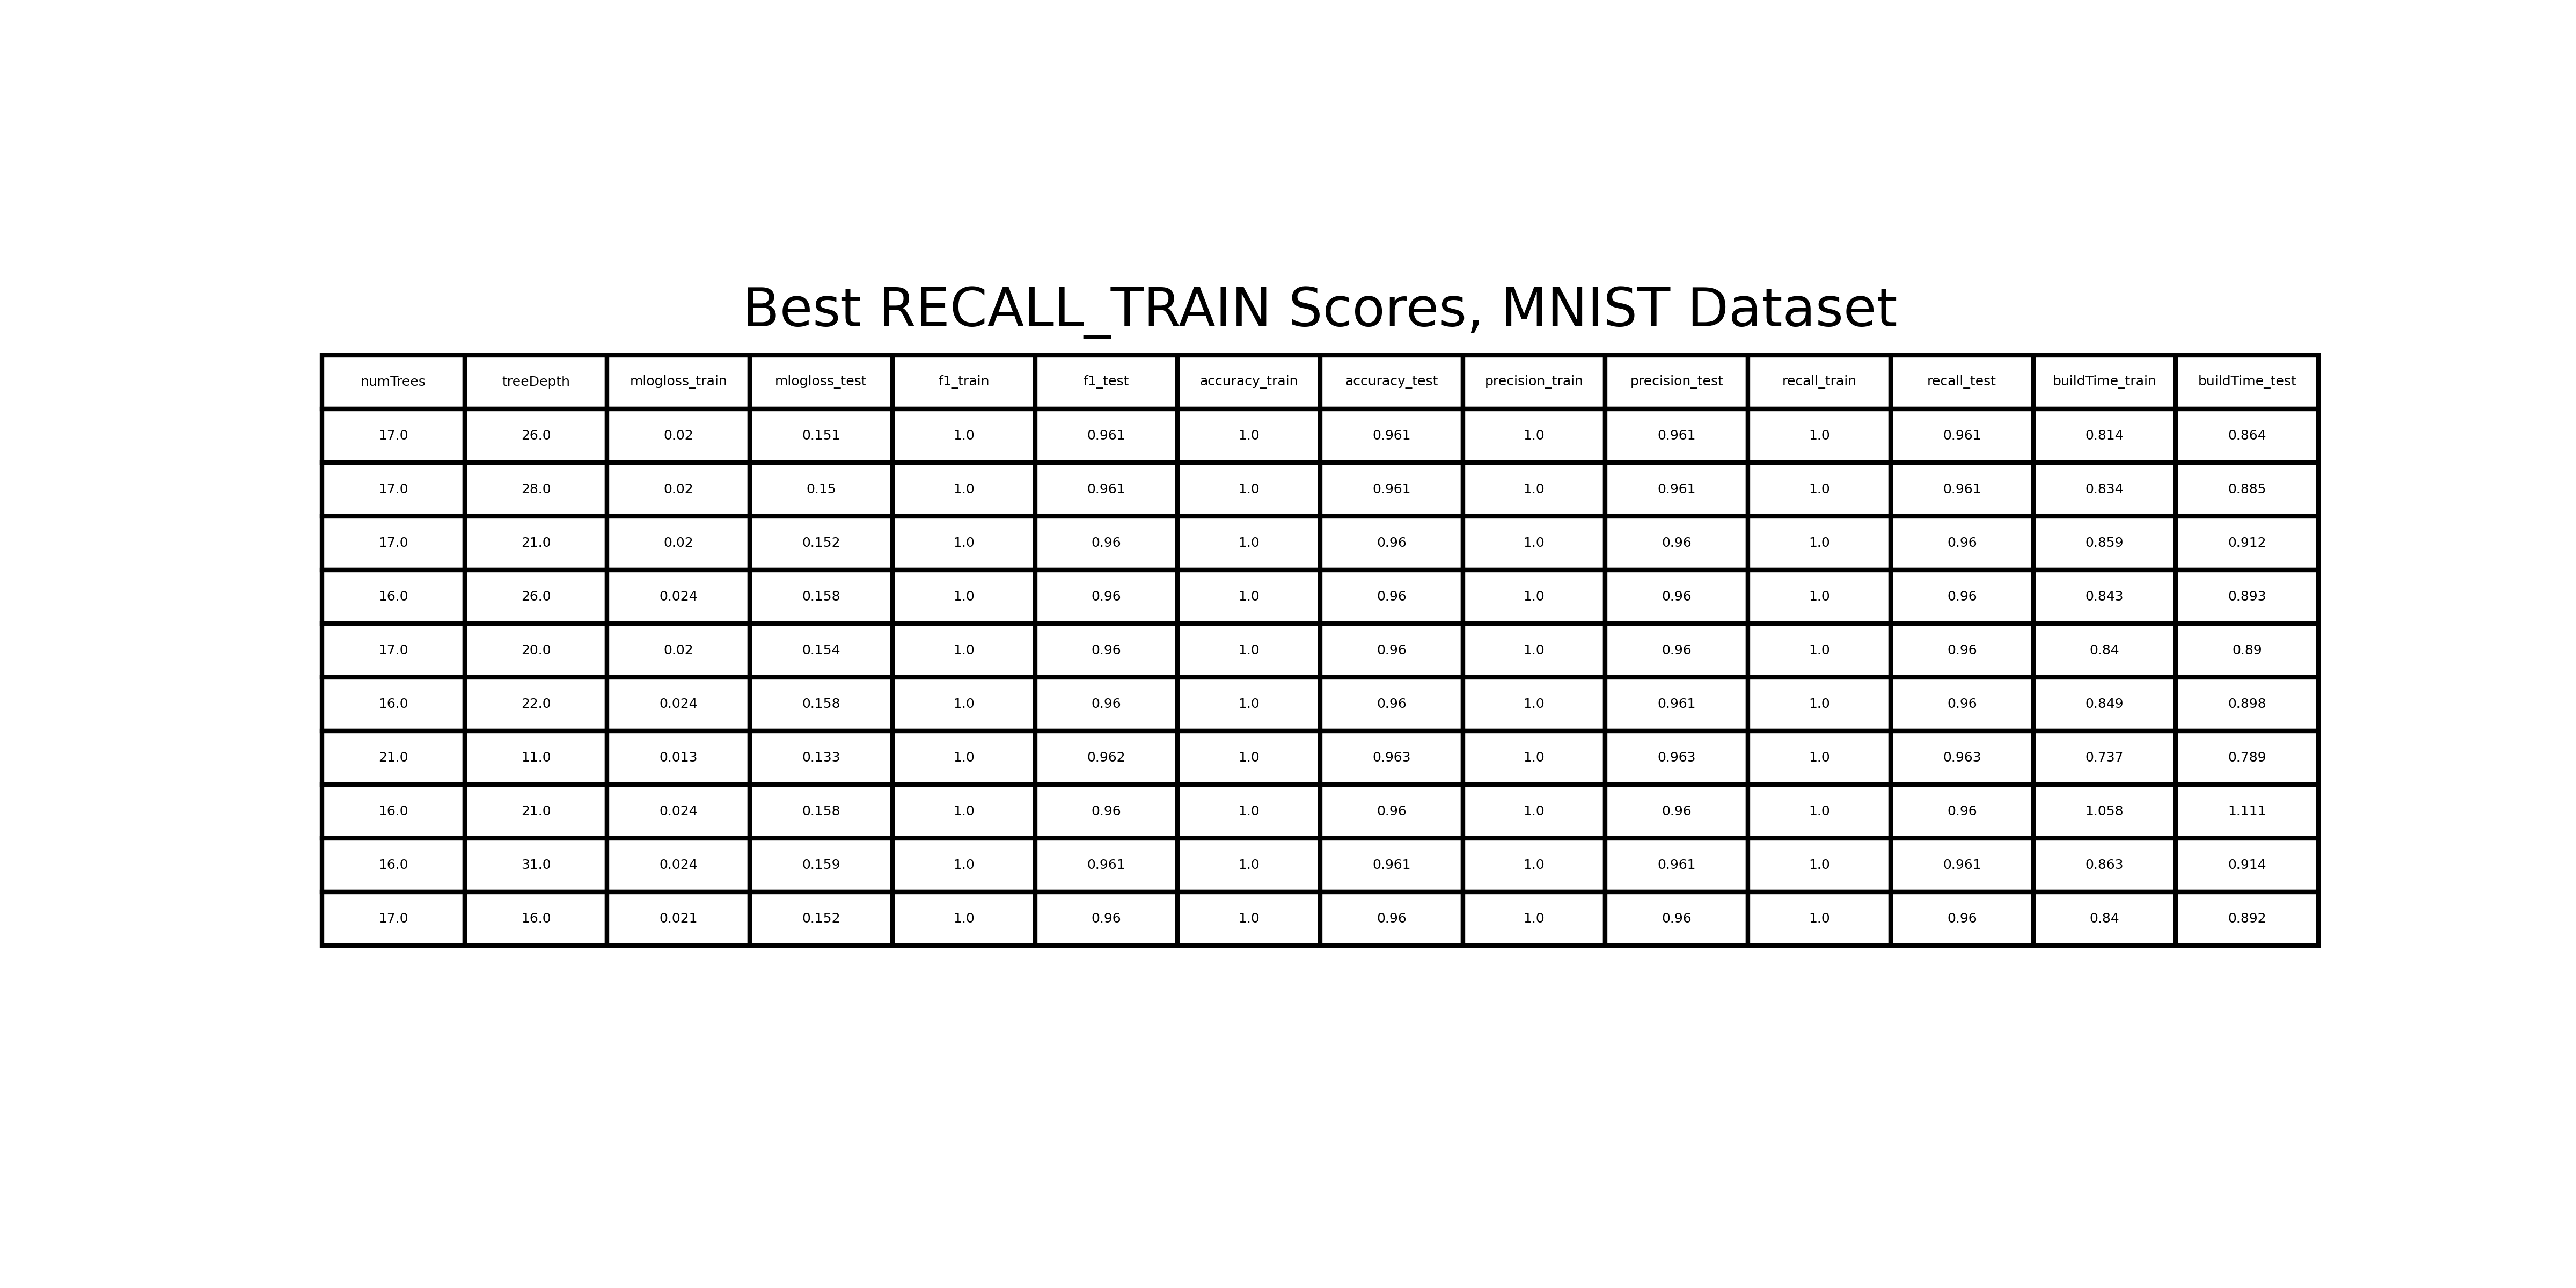 Best RECALL_TRAIN Scores, MNIST Dataset
numTrees treeDepth mlogloss_train mlogloss_test f1_train f1_test accuracy_train accuracy_test precision_train precision_test recall_train recall_test buildTime_train buildTime_test
17.0 26.0 0.02 0.151 1.0 0.961 1.0 0.961 1.0 0.961 1.0 0.961 0.814 0.864
17.0 28.0 0.02 0.15 1.0 0.961 1.0 0.961 1.0 0.961 1.0 0.961 0.834 0.885
17.0 21.0 0.02 0.152 1.0 0.96 1.0 0.96 1.0 0.96 1.0 0.96 0.859 0.912
16.0 26.0 0.024 0.158 1.0 0.96 1.0 0.96 1.0 0.96 1.0 0.96 0.843 0.893
17.0 20.0 0.02 0.154 1.0 0.96 1.0 0.96 1.0 0.96 1.0 0.96 0.84 0.89
16.0 22.0 0.024 0.158 1.0 0.96 1.0 0.96 1.0 0.961 1.0 0.96 0.849 0.898
21.0 11.0 0.013 0.133 1.0 0.962 1.0 0.963 1.0 0.963 1.0 0.963 0.737 0.789
16.0 21.0 0.024 0.158 1.0 0.96 1.0 0.96 1.0 0.96 1.0 0.96 1.058 1.111
16.0 31.0 0.024 0.159 1.0 0.961 1.0 0.961 1.0 0.961 1.0 0.961 0.863 0.914
17.0 16.0 0.021 0.152 1.0 0.96 1.0 0.96 1.0 0.96 1.0 0.96 0.84 0.892